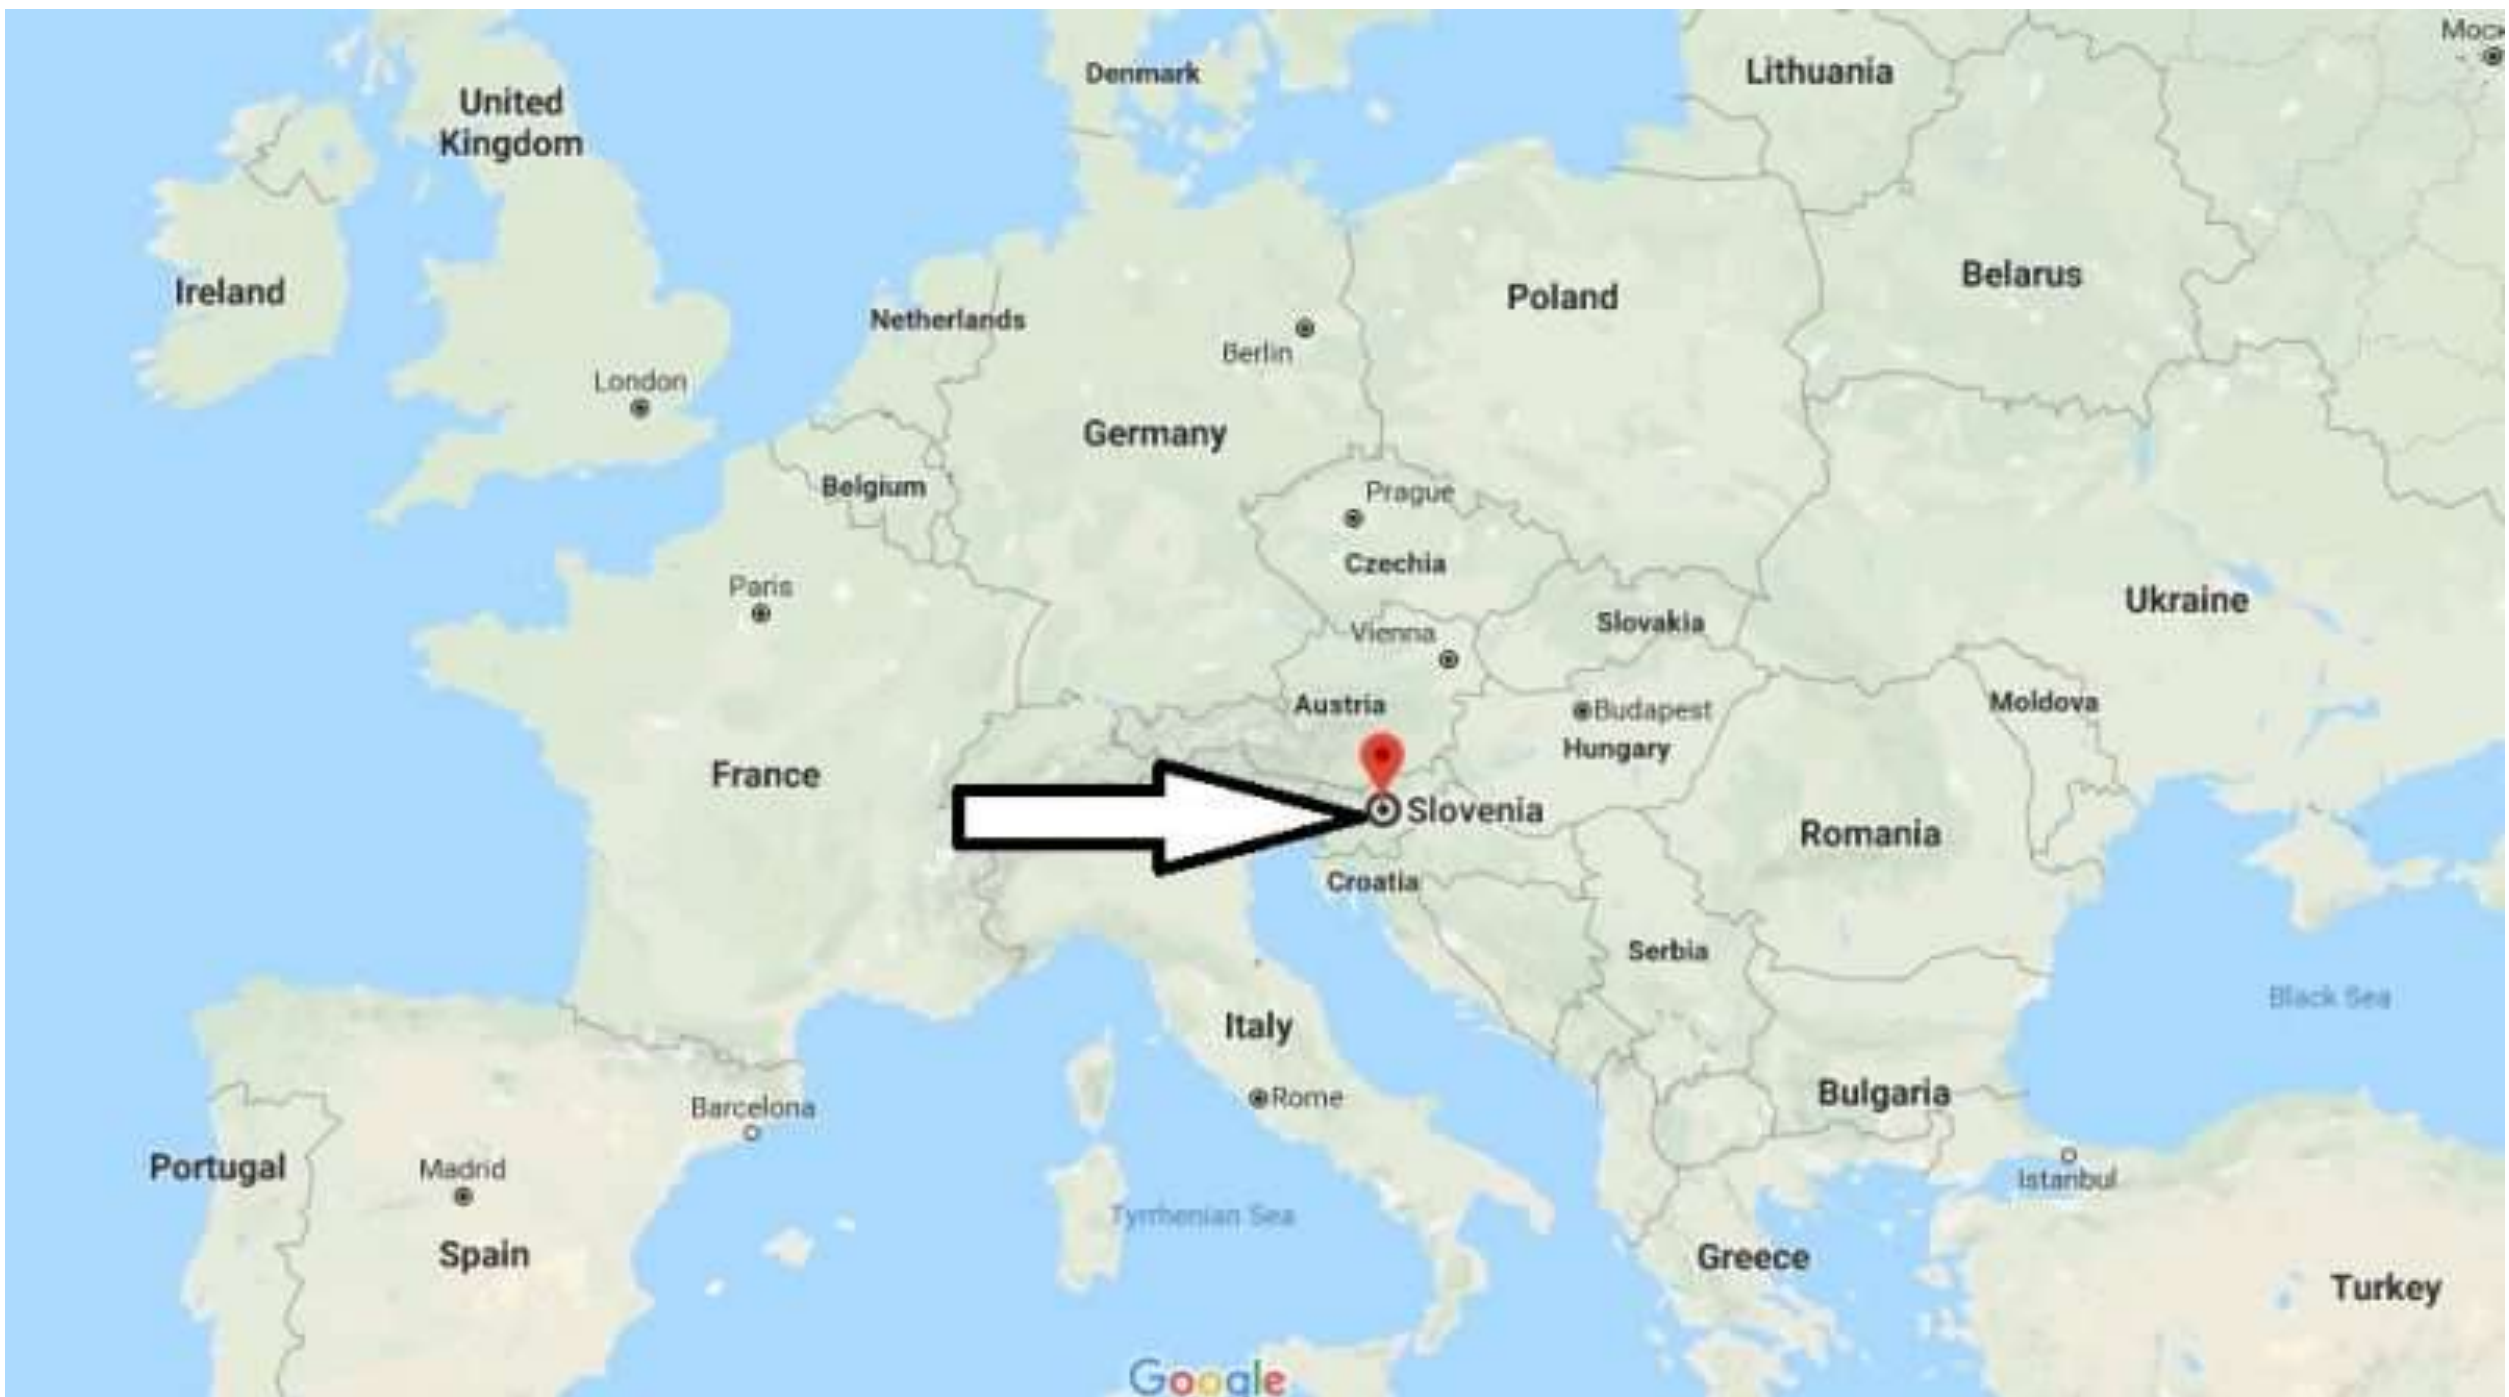 Denmark
Lithuania
United
Kingdom
Ireland
Netherlands
Berlin
Poland
Belarus
London
Germany
Belgium
Prague
Czechia
Paris
Vienna
Slovakia
Ukraine
Austria
Budapest
Hungary
Moldova
France
Slovenia
Romania
Croatia
Serbia
Black Sea
Italy
Rome
Bulgaria
Barcelona
Portugal
Madrid
Istanbul
Tyrrhenian Sea
Spain
Greece
Turkey
Google